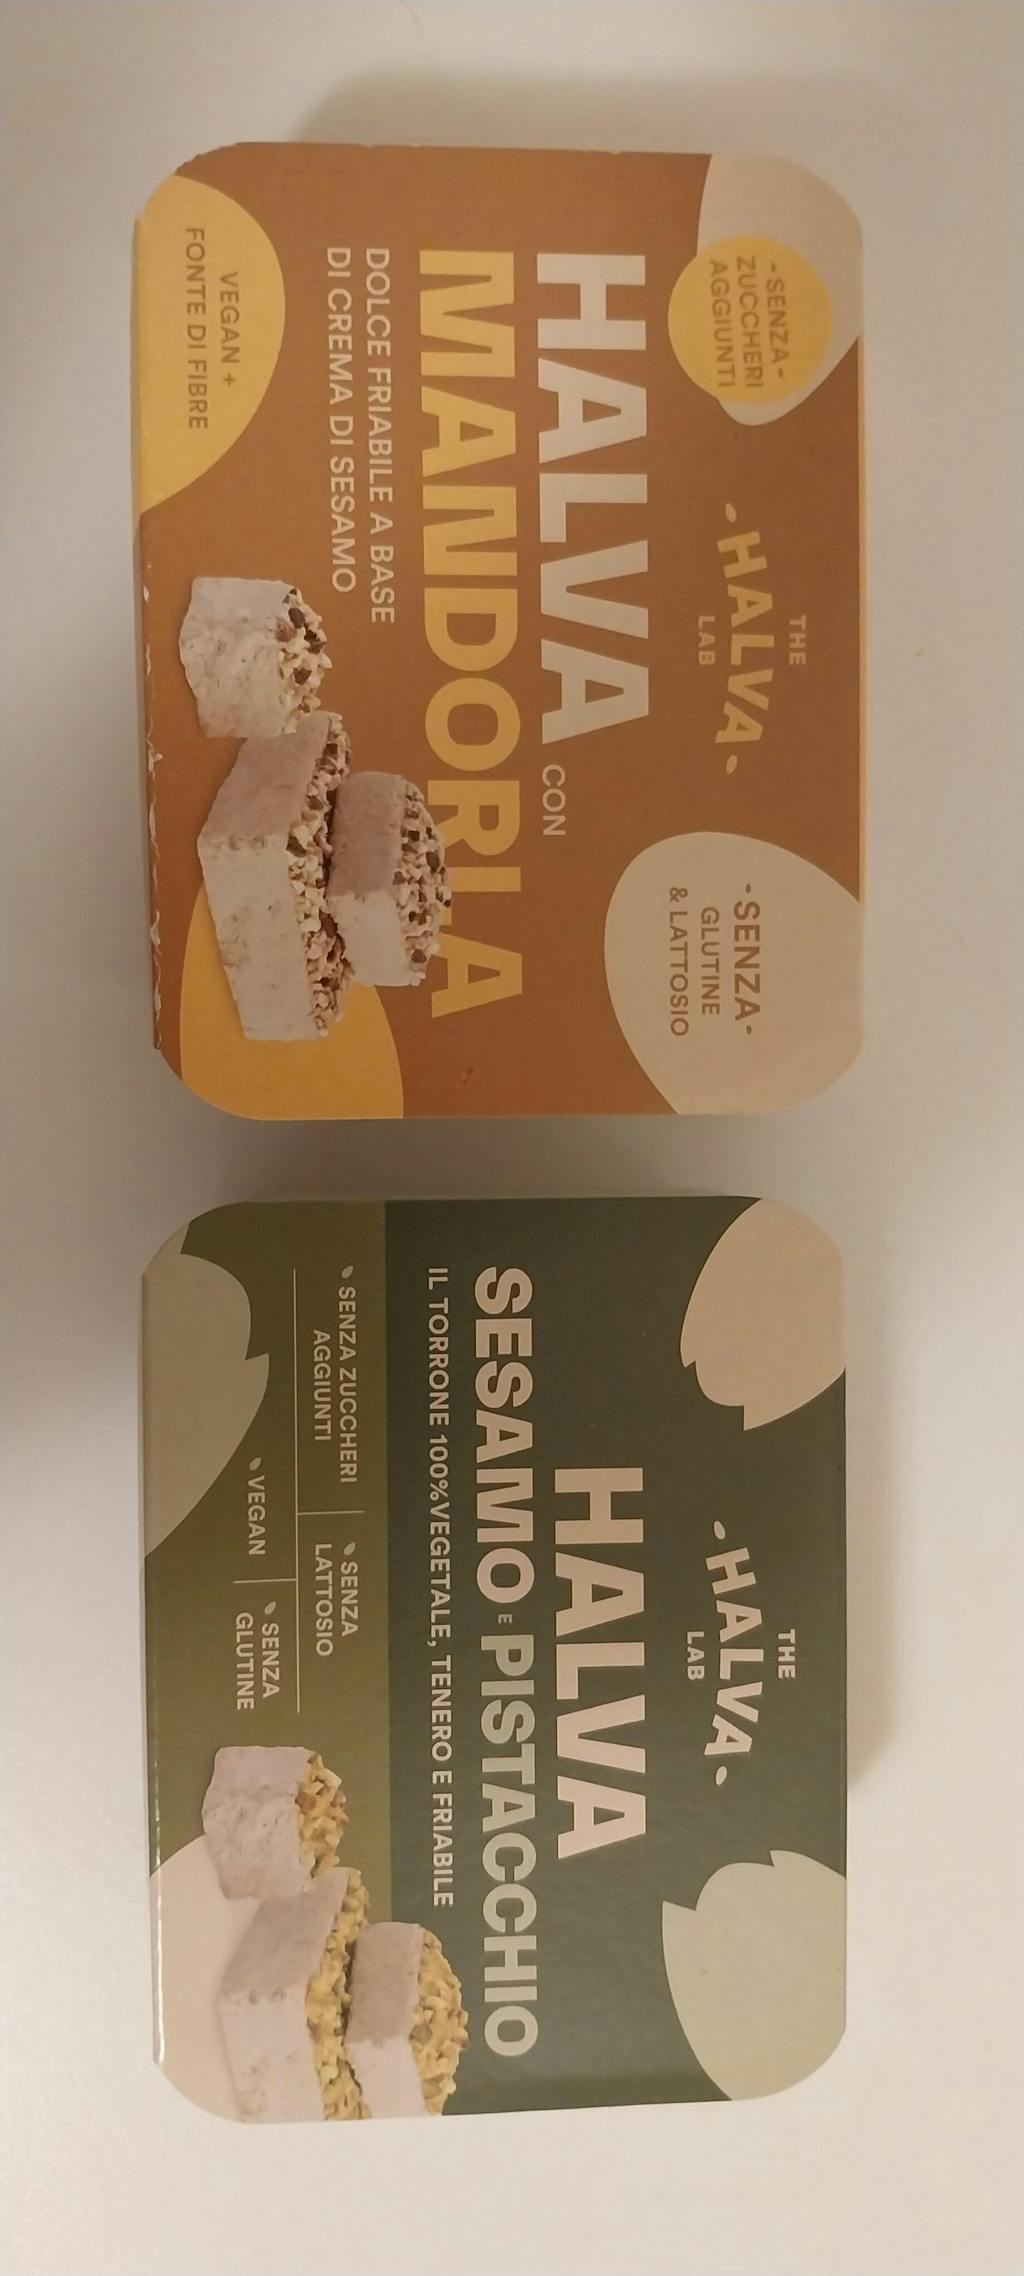 -SENZA-
ZUCCHERI
AGGIUNTI
THE
HALVA
LAB
-SENZA-
GLUTINE
& LATTOSIO
HALVA CON
MANDORLA
DOLCE FRIABILE A BASE
DI CREMA DI SESAMO
VEGAN +
FONTE DI FIBRE
THE
HALVA
LAB
HALVA
SESAMO E PISTACCHIO
IL TORRONE 100%VEGETALE, TENERO E FRIABILE
SENZA ZUCCHERI
AGGIUNTI
SENZA
LATTOSIO
VEGAN
SENZA
GLUTINE